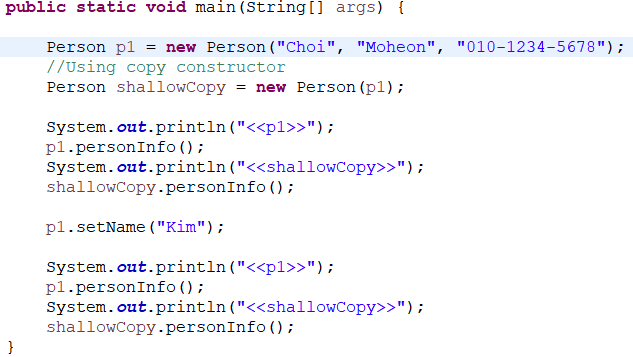 public static void main(String[] args) {
Person p1 = new Person("Choi", "Moheon", "010-1234-5678");
//Using copy constructor
Person shallowCopy = new Person(p1);
System.out.println("<<p1>>");
p1.personInfo();
System.out.println("<<shallowCopy>>");
shallowCopy.personInfo();
p1.setName("Kim");
System.out.println("<<p1>>");
p1.personInfo();
System.out.println("<<shallowCopy>>");
shallowCopy.personInfo();
}